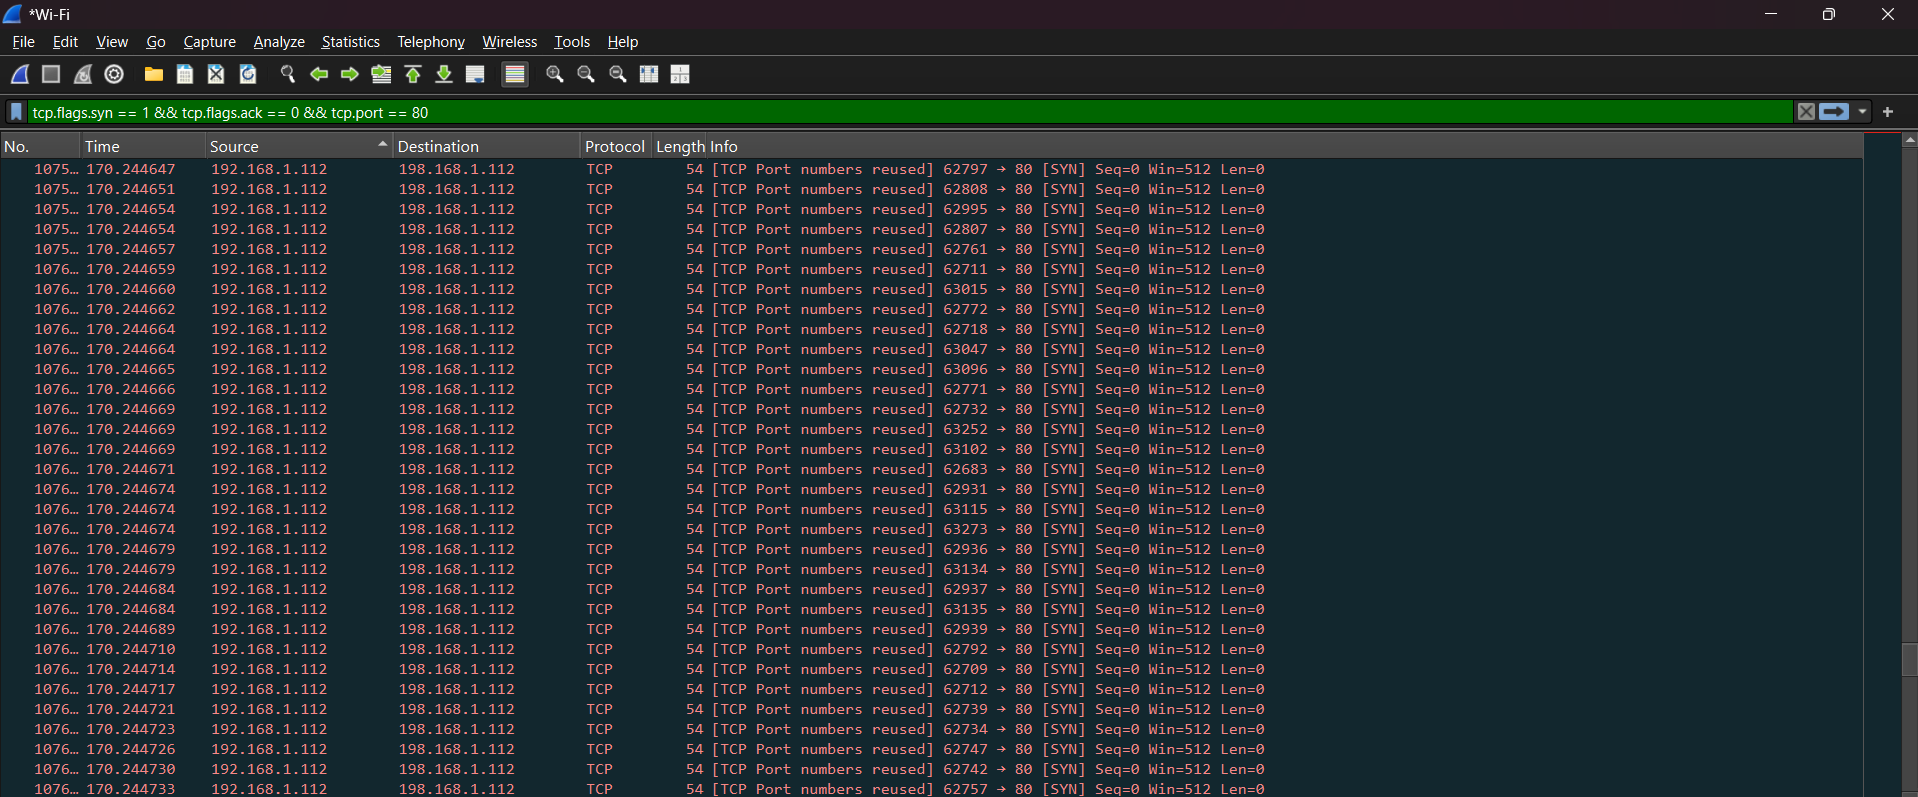 *Wi-Fi
File Edit View Go Capture Analyze Statistics Telephony Wireless Tools Help
tcp.flags.syn == 1 && tcp.flags.ack == 0 && tcp.port == 80
No. Time Source Destination Protocol Length Info
1075… 170.244647 192.168.1.112 198.168.1.112 TCP 54 [TCP Port numbers reused] 62797 → 80 [SYN] Seq=0 Win=512 Len=0
1075… 170.244651 192.168.1.112 198.168.1.112 TCP 54 [TCP Port numbers reused] 62808 → 80 [SYN] Seq=0 Win=512 Len=0
1075… 170.244654 192.168.1.112 198.168.1.112 TCP 54 [TCP Port numbers reused] 62995 → 80 [SYN] Seq=0 Win=512 Len=0
1075… 170.244654 192.168.1.112 198.168.1.112 TCP 54 [TCP Port numbers reused] 62807 → 80 [SYN] Seq=0 Win=512 Len=0
1075… 170.244657 192.168.1.112 198.168.1.112 TCP 54 [TCP Port numbers reused] 62761 → 80 [SYN] Seq=0 Win=512 Len=0
1076… 170.244659 192.168.1.112 198.168.1.112 TCP 54 [TCP Port numbers reused] 62711 → 80 [SYN] Seq=0 Win=512 Len=0
1076… 170.244660 192.168.1.112 198.168.1.112 TCP 54 [TCP Port numbers reused] 63015 → 80 [SYN] Seq=0 Win=512 Len=0
1076… 170.244662 192.168.1.112 198.168.1.112 TCP 54 [TCP Port numbers reused] 62772 → 80 [SYN] Seq=0 Win=512 Len=0
1076… 170.244664 192.168.1.112 198.168.1.112 TCP 54 [TCP Port numbers reused] 62718 → 80 [SYN] Seq=0 Win=512 Len=0
1076… 170.244664 192.168.1.112 198.168.1.112 TCP 54 [TCP Port numbers reused] 63047 → 80 [SYN] Seq=0 Win=512 Len=0
1076… 170.244665 192.168.1.112 198.168.1.112 TCP 54 [TCP Port numbers reused] 63096 → 80 [SYN] Seq=0 Win=512 Len=0
1076… 170.244666 192.168.1.112 198.168.1.112 TCP 54 [TCP Port numbers reused] 62771 → 80 [SYN] Seq=0 Win=512 Len=0
1076… 170.244669 192.168.1.112 198.168.1.112 TCP 54 [TCP Port numbers reused] 62732 → 80 [SYN] Seq=0 Win=512 Len=0
1076… 170.244669 192.168.1.112 198.168.1.112 TCP 54 [TCP Port numbers reused] 63252 → 80 [SYN] Seq=0 Win=512 Len=0
1076… 170.244669 192.168.1.112 198.168.1.112 TCP 54 [TCP Port numbers reused] 63102 → 80 [SYN] Seq=0 Win=512 Len=0
1076… 170.244671 192.168.1.112 198.168.1.112 TCP 54 [TCP Port numbers reused] 62683 → 80 [SYN] Seq=0 Win=512 Len=0
1076… 170.244674 192.168.1.112 198.168.1.112 TCP 54 [TCP Port numbers reused] 62931 → 80 [SYN] Seq=0 Win=512 Len=0
1076… 170.244674 192.168.1.112 198.168.1.112 TCP 54 [TCP Port numbers reused] 63115 → 80 [SYN] Seq=0 Win=512 Len=0
1076… 170.244674 192.168.1.112 198.168.1.112 TCP 54 [TCP Port numbers reused] 63273 → 80 [SYN] Seq=0 Win=512 Len=0
1076… 170.244679 192.168.1.112 198.168.1.112 TCP 54 [TCP Port numbers reused] 62936 → 80 [SYN] Seq=0 Win=512 Len=0
1076… 170.244679 192.168.1.112 198.168.1.112 TCP 54 [TCP Port numbers reused] 63134 → 80 [SYN] Seq=0 Win=512 Len=0
1076… 170.244684 192.168.1.112 198.168.1.112 TCP 54 [TCP Port numbers reused] 62937 → 80 [SYN] Seq=0 Win=512 Len=0
1076… 170.244684 192.168.1.112 198.168.1.112 TCP 54 [TCP Port numbers reused] 63135 → 80 [SYN] Seq=0 Win=512 Len=0
1076… 170.244689 192.168.1.112 198.168.1.112 TCP 54 [TCP Port numbers reused] 62939 → 80 [SYN] Seq=0 Win=512 Len=0
1076… 170.244710 192.168.1.112 198.168.1.112 TCP 54 [TCP Port numbers reused] 62792 → 80 [SYN] Seq=0 Win=512 Len=0
1076… 170.244714 192.168.1.112 198.168.1.112 TCP 54 [TCP Port numbers reused] 62709 → 80 [SYN] Seq=0 Win=512 Len=0
1076… 170.244717 192.168.1.112 198.168.1.112 TCP 54 [TCP Port numbers reused] 62712 → 80 [SYN] Seq=0 Win=512 Len=0
1076… 170.244721 192.168.1.112 198.168.1.112 TCP 54 [TCP Port numbers reused] 62739 → 80 [SYN] Seq=0 Win=512 Len=0
1076… 170.244723 192.168.1.112 198.168.1.112 TCP 54 [TCP Port numbers reused] 62734 → 80 [SYN] Seq=0 Win=512 Len=0
1076… 170.244726 192.168.1.112 198.168.1.112 TCP 54 [TCP Port numbers reused] 62747 → 80 [SYN] Seq=0 Win=512 Len=0
1076… 170.244730 192.168.1.112 198.168.1.112 TCP 54 [TCP Port numbers reused] 62742 → 80 [SYN] Seq=0 Win=512 Len=0
1076… 170.244733 192.168.1.112 198.168.1.112 TCP 54 [TCP Port numbers reused] 62757 → 80 [SYN] Seq=0 Win=512 Len=0